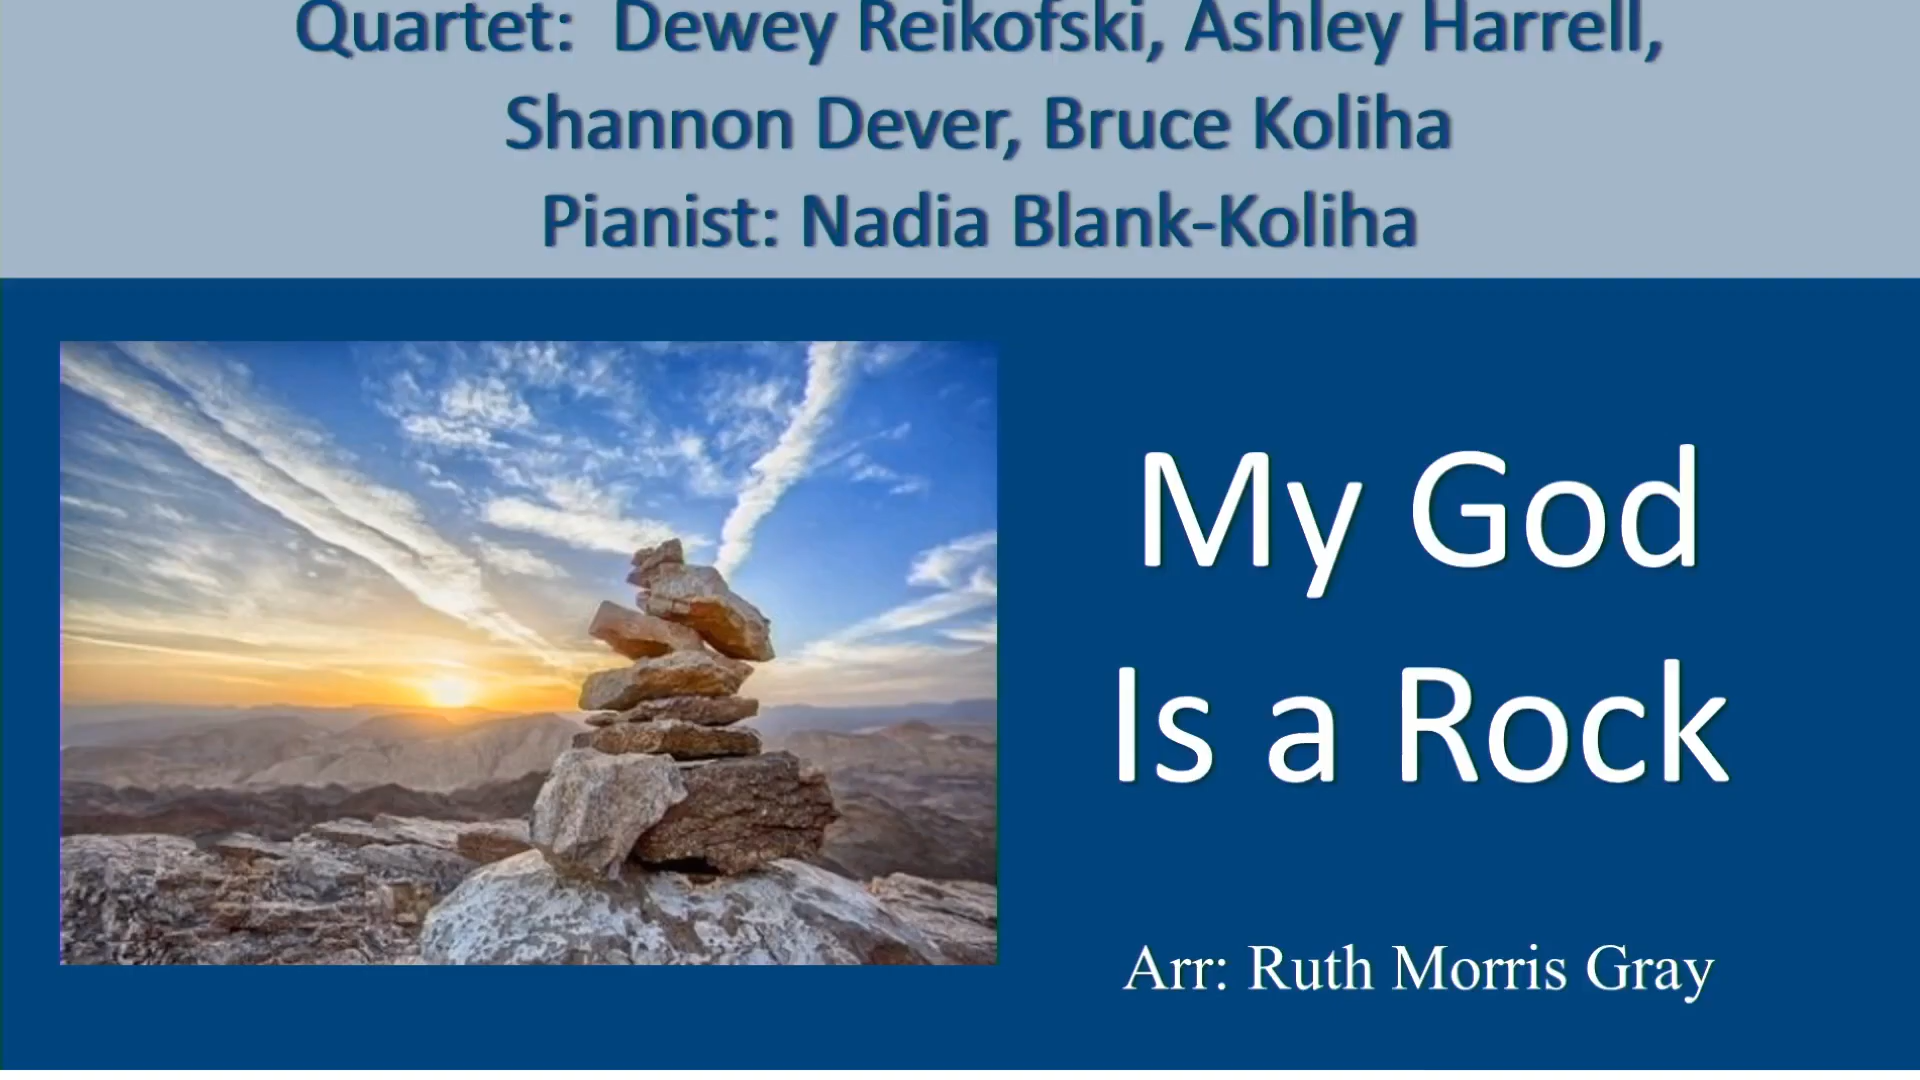 Quartet:  Dewey Reikofski, Ashley Harrell,
Shannon Dever, Bruce Koliha
Pianist: Nadia Blank-Koliha
My God
Is a Rock
Arr: Ruth Morris Gray